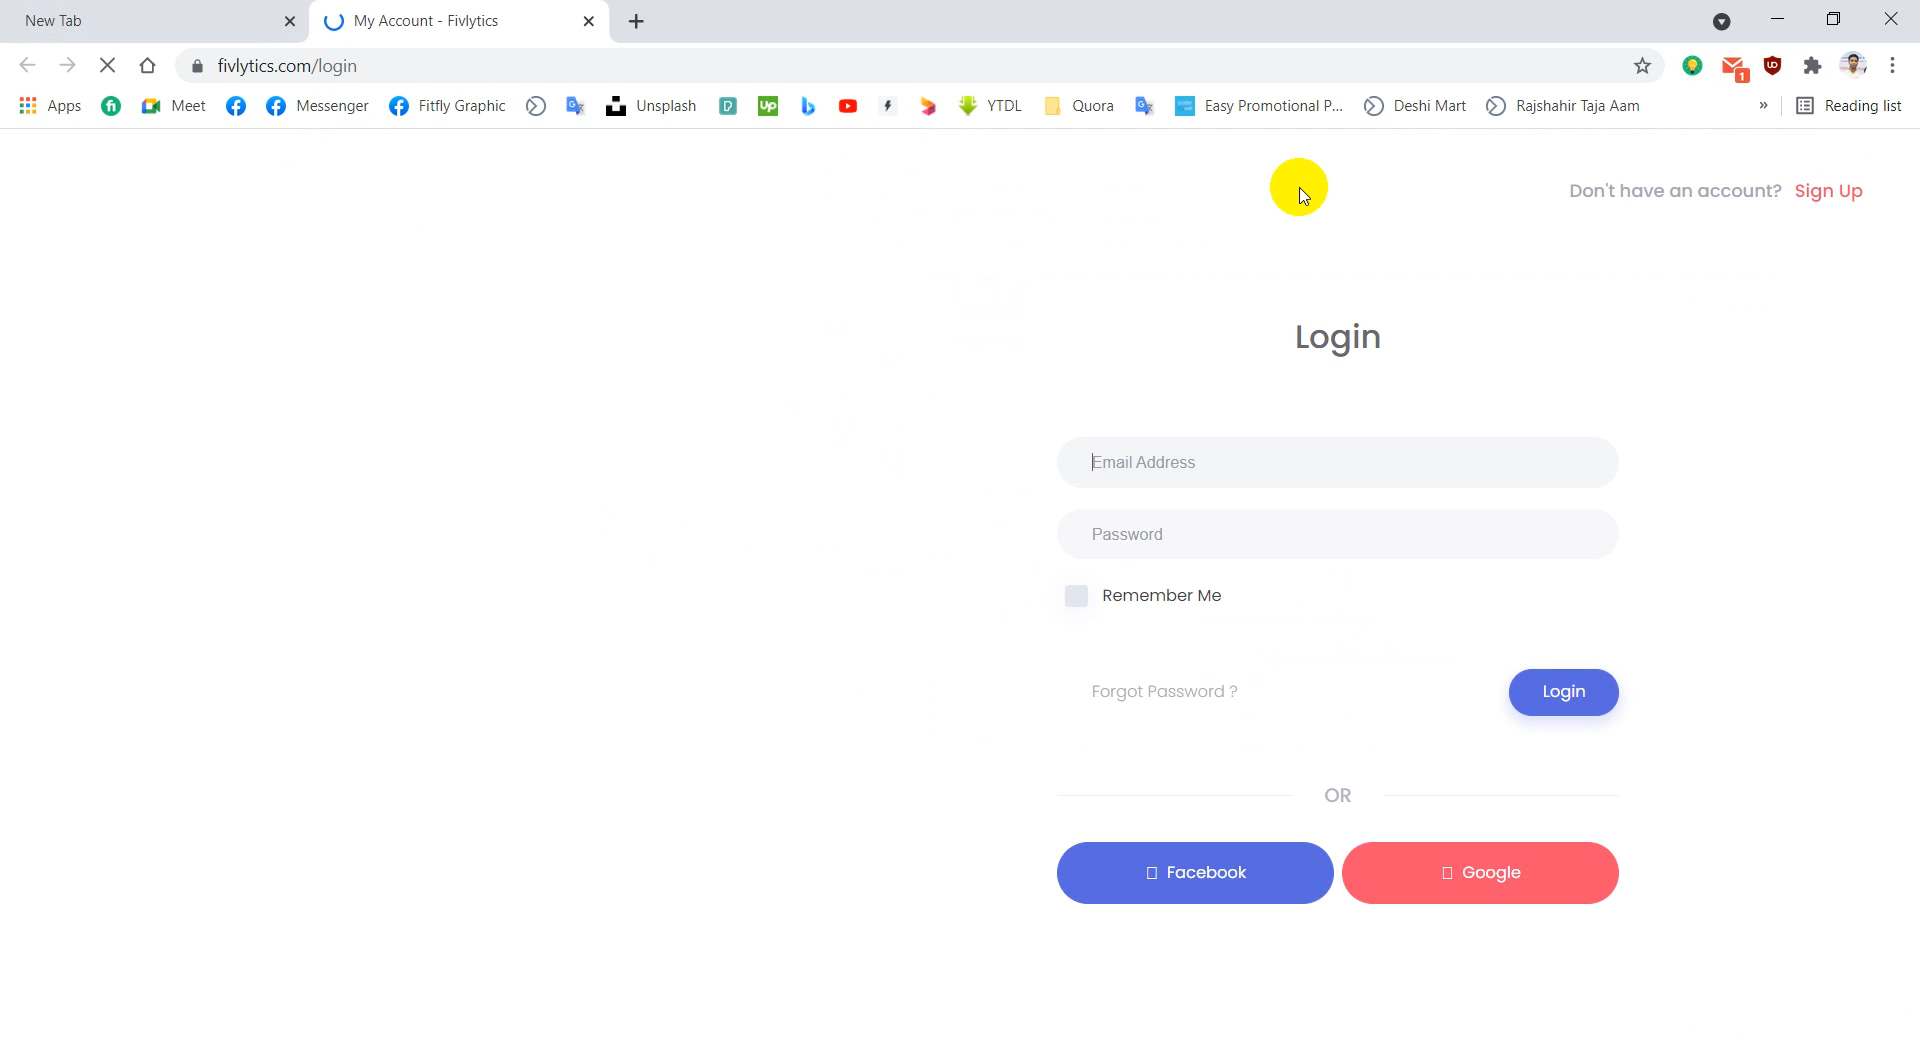 New Tab
My Account - Fivlytics
fivlytics.com/login
1
Apps
Meet
Messenger
Fitfly Graphic
Unsplash
Up
YTDL
Quora
Easy Promotional P...
Deshi Mart
Rajshahir Taja Aam
»
Reading list
Don't have an account? Sign Up
Login
Email Address
Password
Remember Me
Forgot Password ?
Login
OR
Facebook
Google